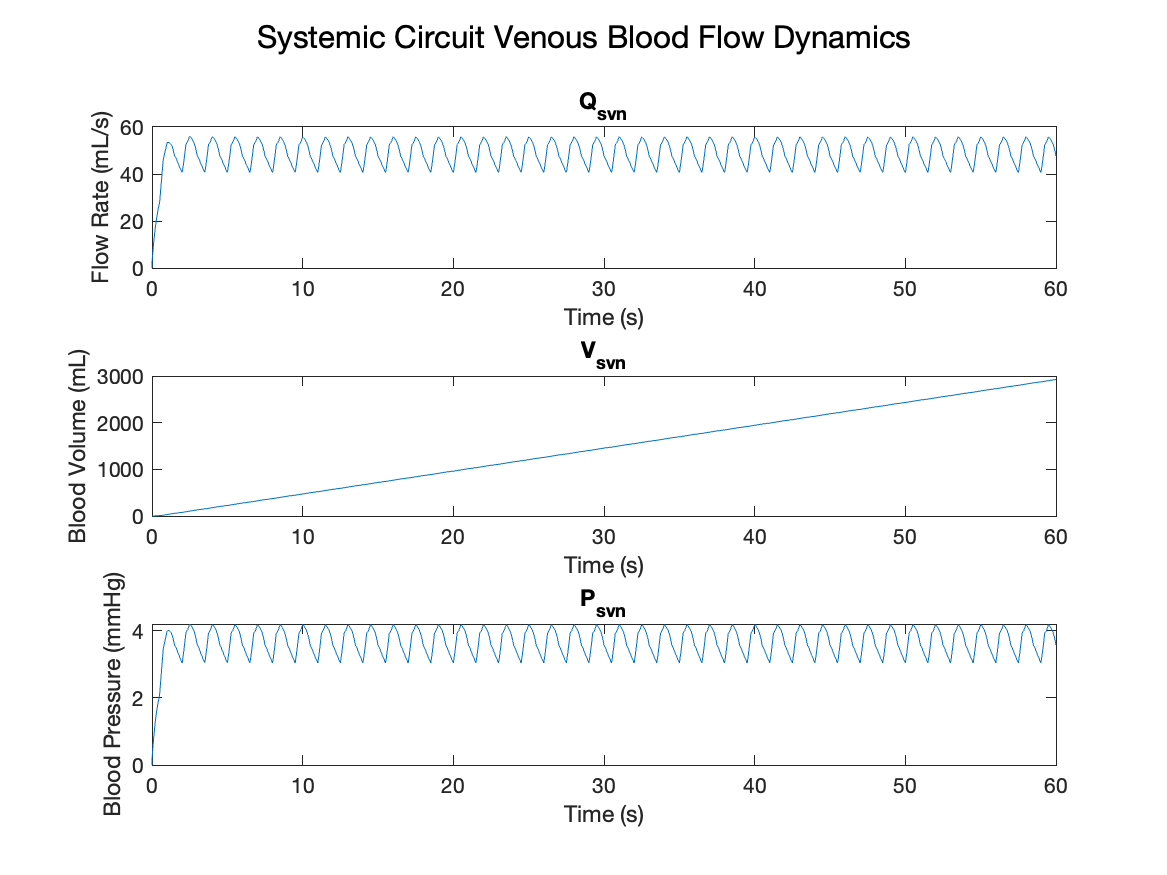 Systemic Circuit Venous Blood Flow Dynamics
Qsvn
Flow Rate (mL/s)
60
40
20
0
0 10 20 30 40 50 60
Time (s)
Vsvn
Blood Volume (mL)
3000
2000
1000
0
0 10 20 30 40 50 60
Time (s)
Psvn
Blood Pressure (mmHg)
4
2
0
0 10 20 30 40 50 60
Time (s)